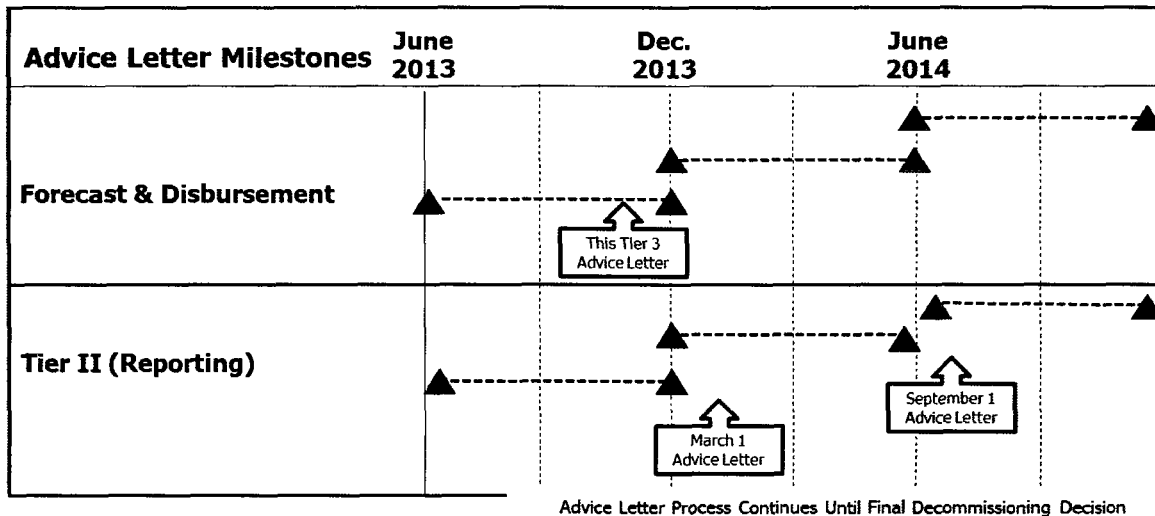 Advice Letter Milestones
June
2013
Dec.
2013
June
2014
Forecast & Disbursement
This Tier 3
Advice Letter
Tier II (Reporting)
September 1
Advice Letter
March 1
Advice Letter
Advice Letter Process Continues Until Final Decommissioning Decision